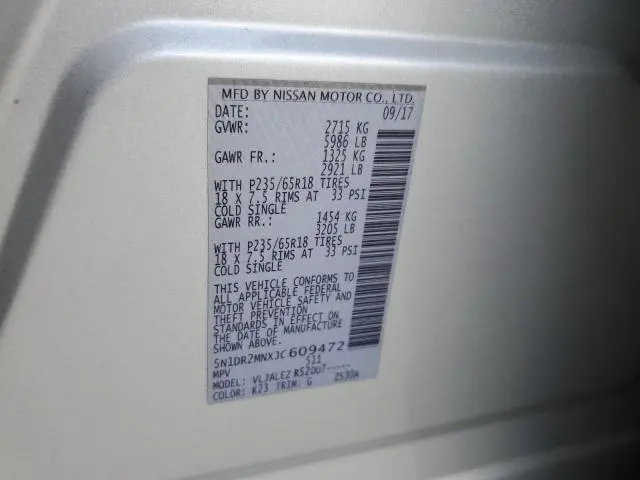 MFD BY NISSAN MOTOR CO., LTD.
DATE: 09/17
GVWR: 2715 KG
5986 LB
GAWR FR.: 1325 KG
2921 LB
WITH P235/65R18 TIRES
18 X 7.5 RIMS AT 33 PSI
COLD SINGLE
GAWR RR.: 1454 KG
3205 LB
WITH P235/65R18 TIRES
18 X 7.5 RIMS AT 33 PSI
COLD SINGLE
THIS VEHICLE CONFORMS TO
ALL APPLICABLE FEDERAL
MOTOR VEHICLE SAFETY AND
THEFT PREVENTION
STANDARDS IN EFFECT ON
THE DATE OF MANUFACTURE
5N1DR2MNXJC609472
MPV S11
MODEL: VLJALEZ R52DU7-----
COLOR: K23 TRIM: G 2530A